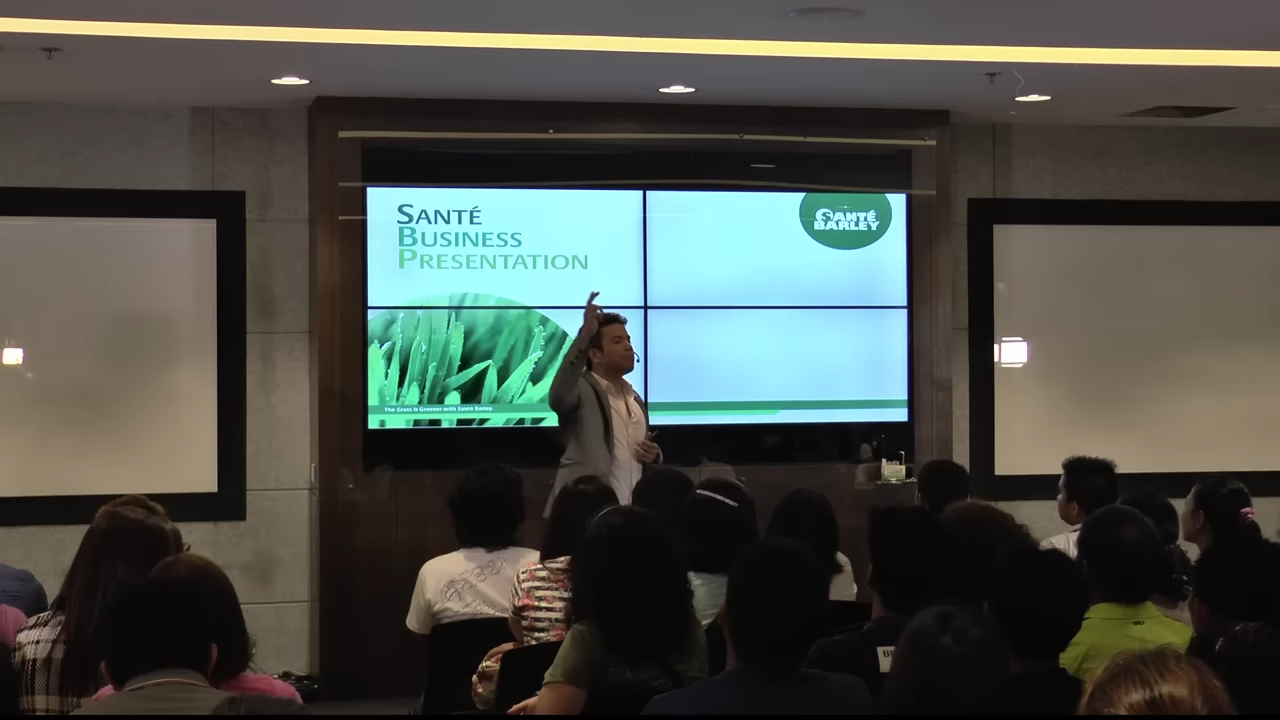 SANTÉ
BUSINESS
PRESENTATION
SANTÉ
BARLEY
The Grass is Greener with Santé Barley.